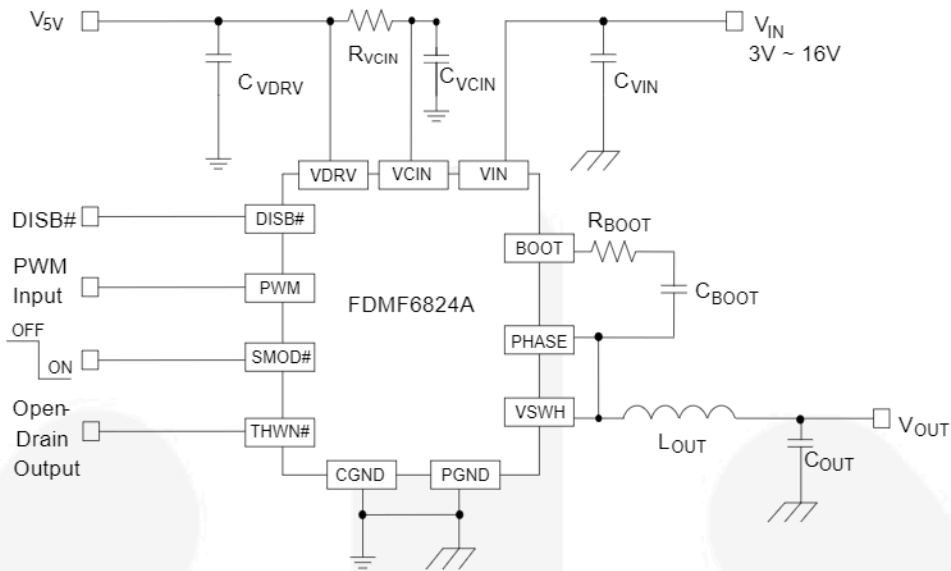 V5V
RVCIN
CVDRV
CVCIN
CVIN
VIN
3V ~ 16V
VDRV
VCIN
VIN
DISB#
DISB#
BOOT
RBOOT
PWM
Input
PWM
FDMF6824A
CBOOT
OFF
ON
SMOD#
PHASE
Open-
Drain
Output
THWN#
VSWH
LOUT
COUT
VOUT
CGND
PGND